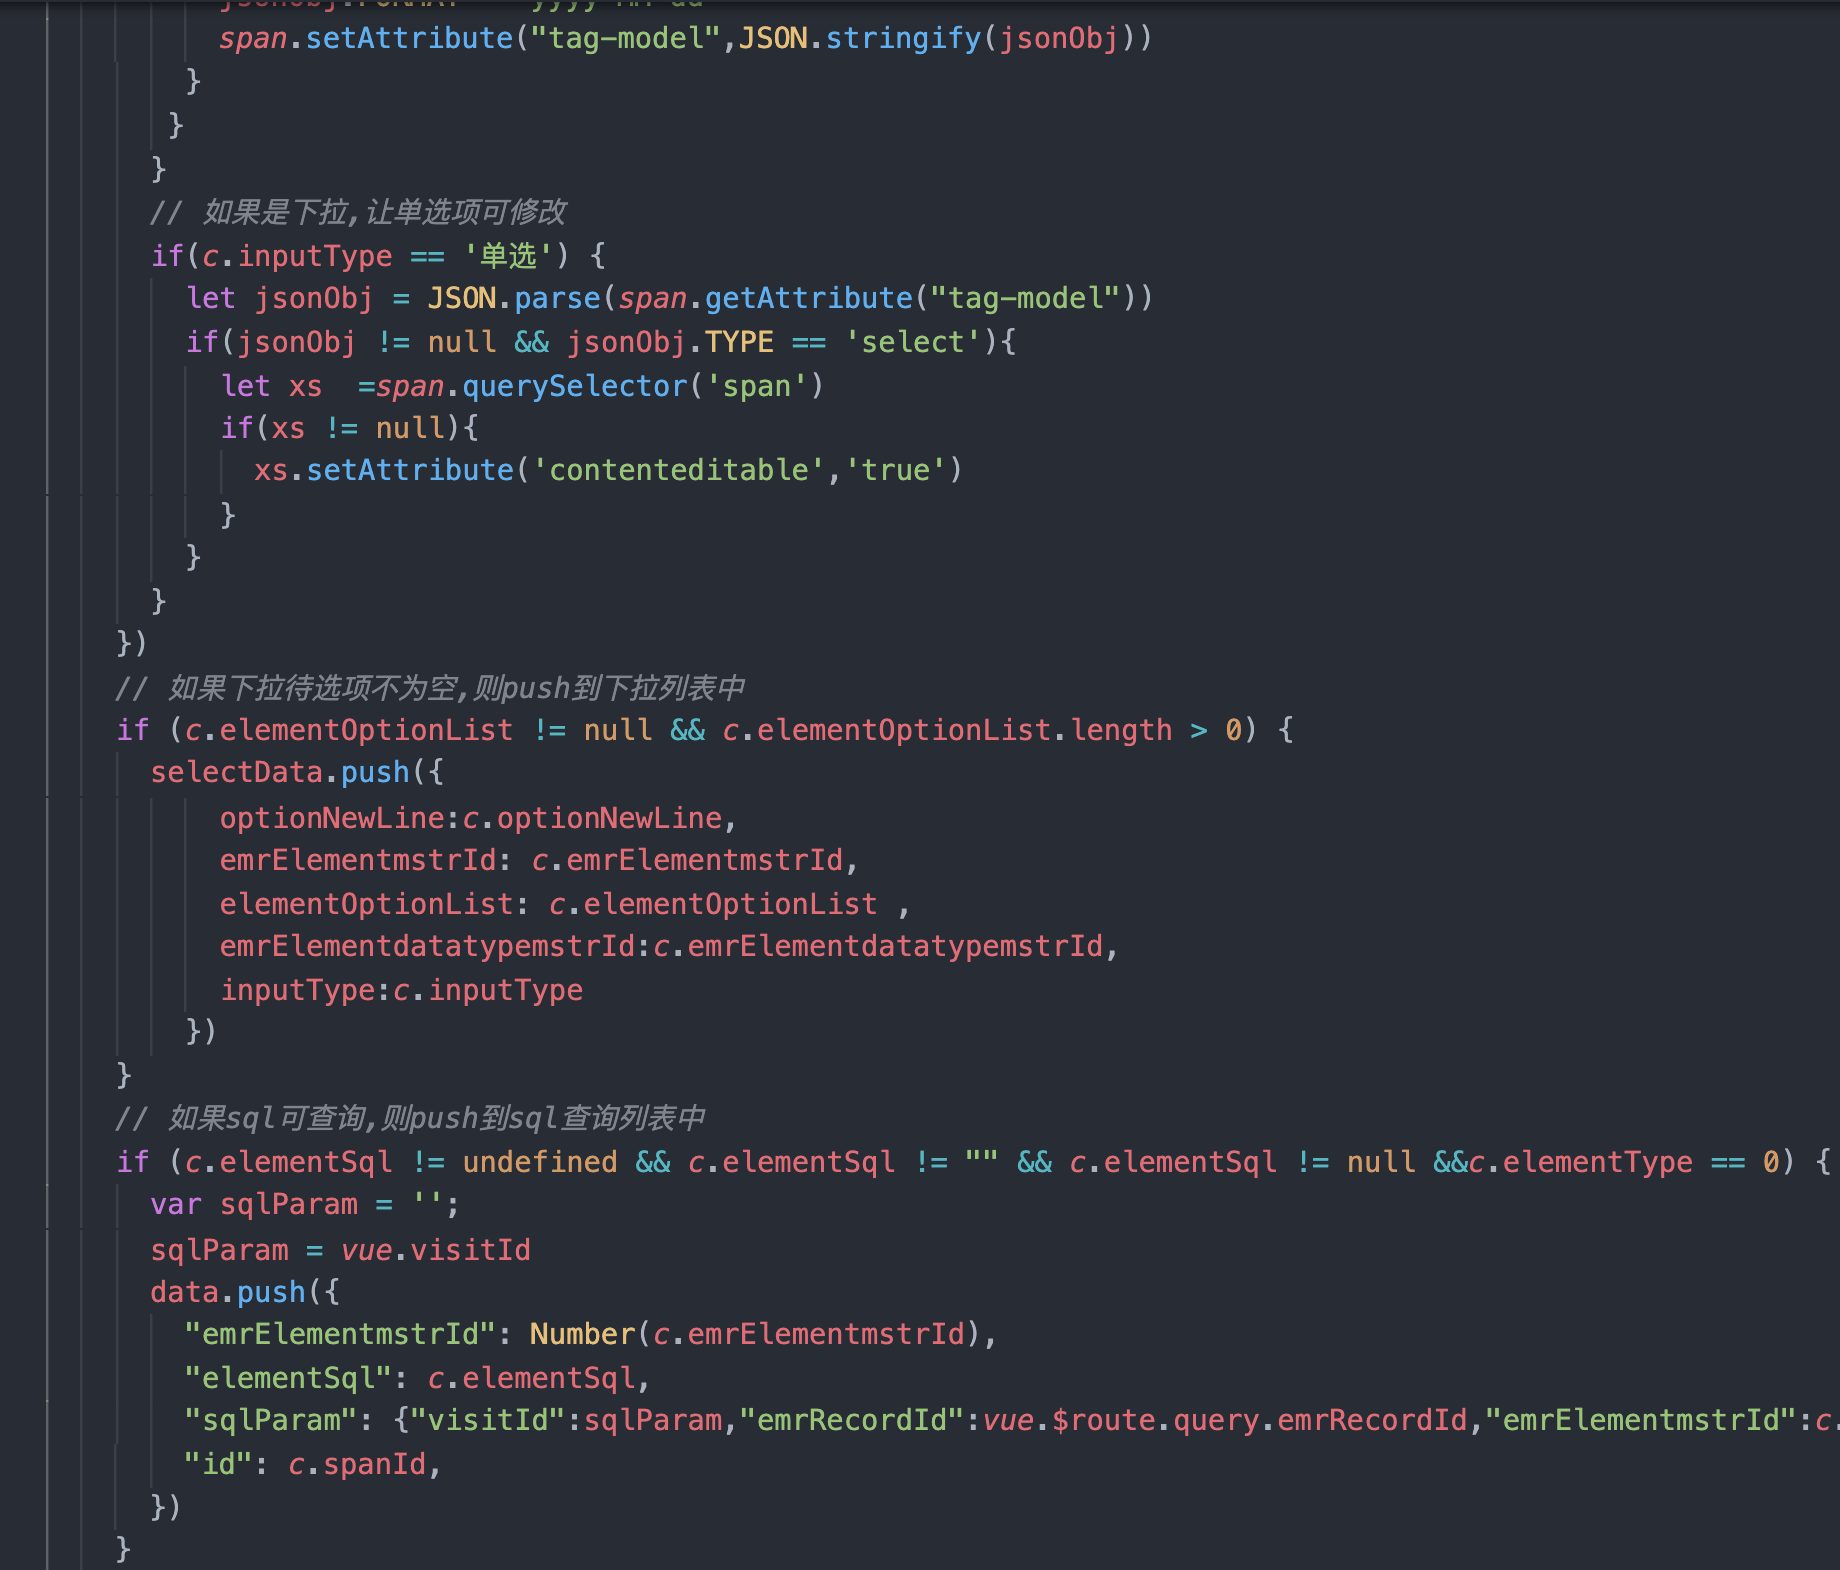 span.setAttribute("tag-model",JSON.stringify(jsonObj))
}
}
}
// 如果是下拉,让单选项可修改
if(c.inputType == '单选') {
let jsonObj = JSON.parse(span.getAttribute("tag-model"))
if(jsonObj != null && jsonObj.TYPE == 'select'){
let xs  =span.querySelector('span')
if(xs != null){
xs.setAttribute('contenteditable','true')
}
}
}
})
// 如果下拉待选项不为空,则push到下拉列表中
if (c.elementOptionList != null && c.elementOptionList.length > 0) {
selectData.push({
optionNewLine:c.optionNewLine,
emrElementmstrId: c.emrElementmstrId,
elementOptionList: c.elementOptionList ,
emrElementdatatypemstrId:c.emrElementdatatypemstrId,
inputType:c.inputType
})
}
// 如果sql可查询,则push到sql查询列表中
if (c.elementSql != undefined && c.elementSql != "" && c.elementSql != null &&c.elementType == 0) {
var sqlParam = '';
sqlParam = vue.visitId
data.push({
"emrElementmstrId": Number(c.emrElementmstrId),
"elementSql": c.elementSql,
"sqlParam": {"visitId":sqlParam,"emrRecordId":vue.$route.query.emrRecordId,"emrElementmstrId":c.
"id": c.spanId,
})
}